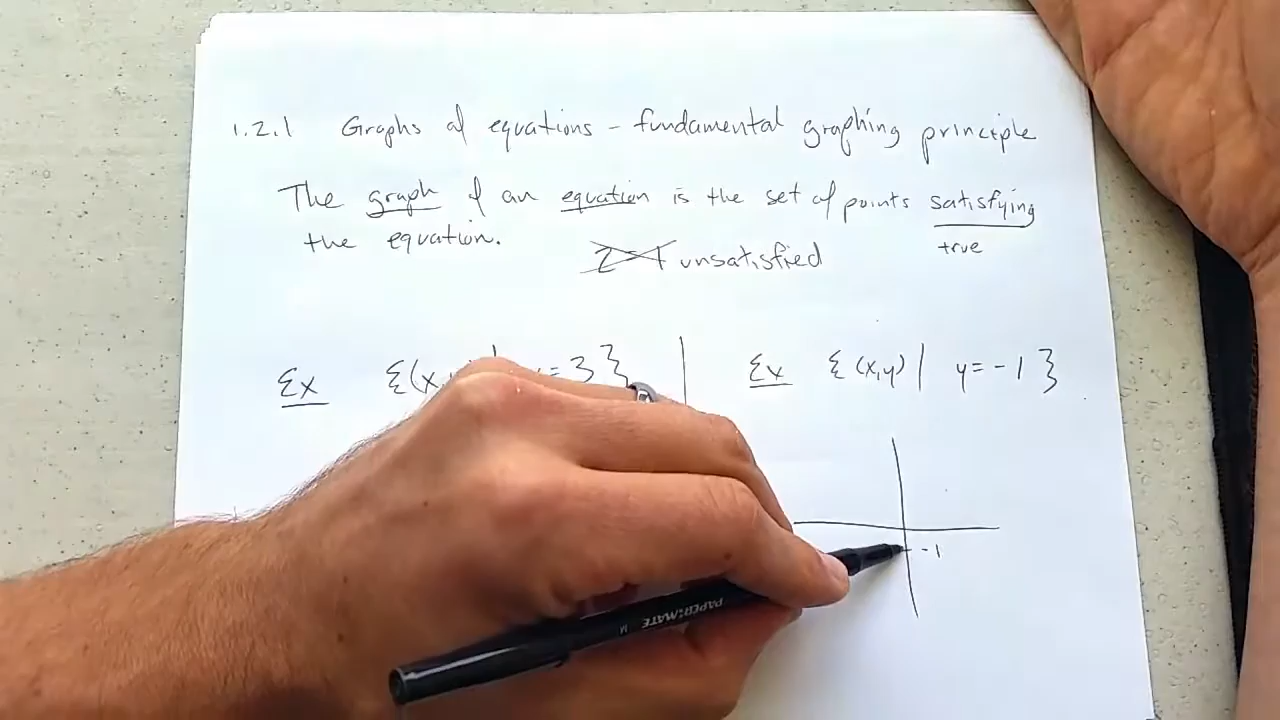 1.2.1 Graphs of equations - fundamental graphing principle
The graph of an equation is the set of points satisfying
the equation.
true
unsatisfied
Ex {(x, = 3}
Ex {(x,y) | y = -1}
-1
PAPER:MATE M